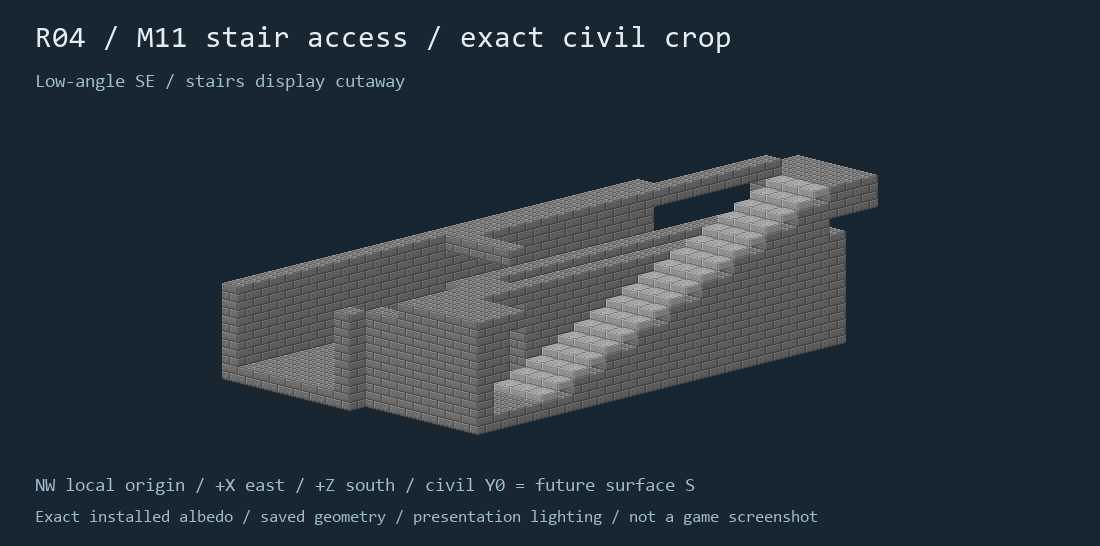 R04 / M11 stair access / exact civil crop
Low-angle SE / stairs display cutaway
NW local origin / +X east / +Z south / civil Y0 = future surface S
Exact installed albedo / saved geometry / presentation lighting / not a game screenshot